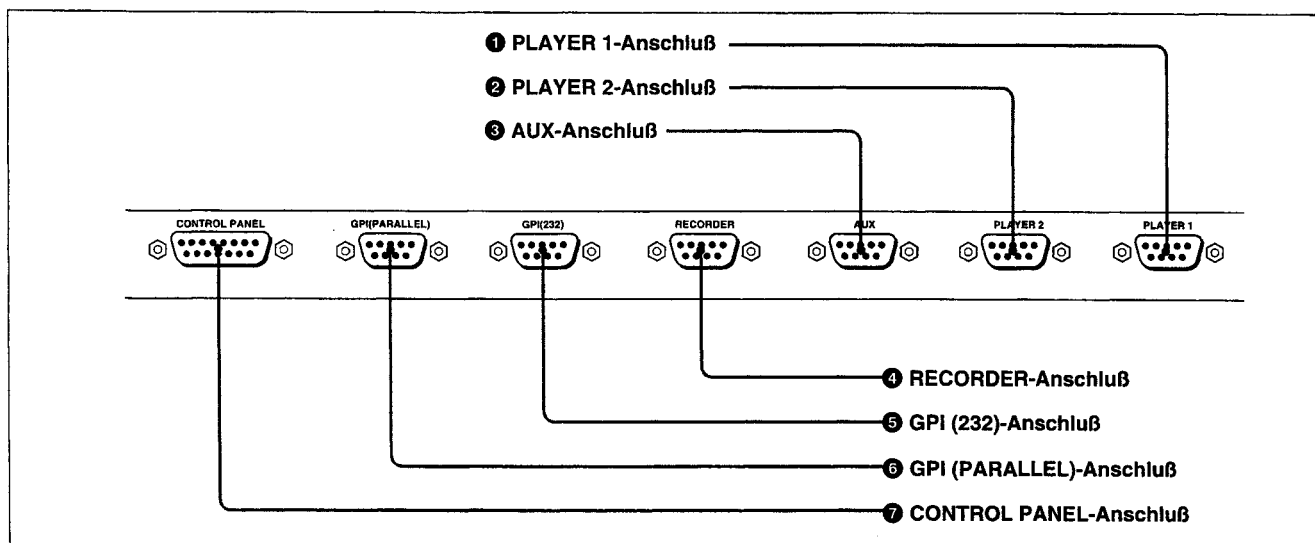 ❶ PLAYER 1-Anschluß
❷ PLAYER 2-Anschluß
❸ AUX-Anschluß
CONTROL PANEL GPI(PARALLEL) GPI(232) RECORDER AUX PLAYER 2 PLAYER 1
❹ RECORDER-Anschluß
❺ GPI (232)-Anschluß
❻ GPI (PARALLEL)-Anschluß
❼ CONTROL PANEL-Anschluß